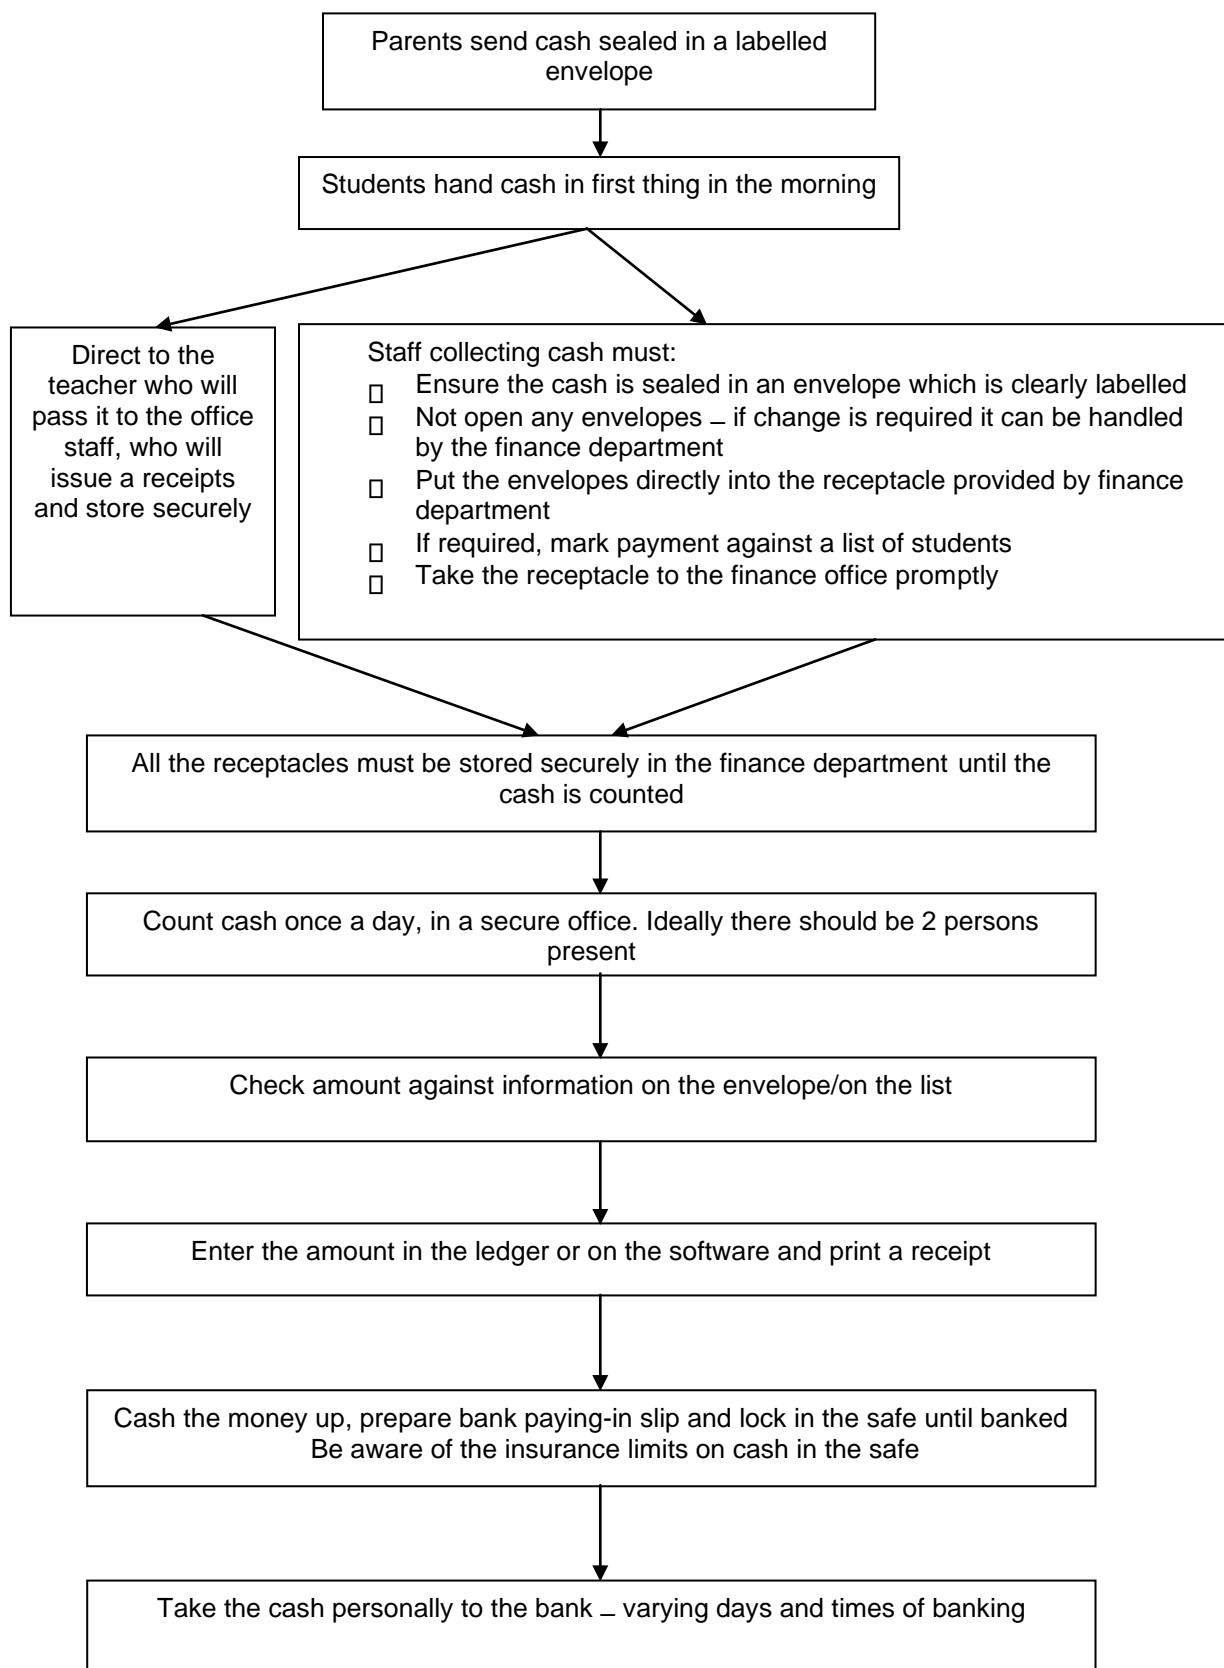 Parents send cash sealed in a labelled
envelope
Students hand cash in first thing in the morning
Direct to the
teacher who will
pass it to the office
staff, who will
issue a receipts
and store securely
Staff collecting cash must:
Ensure the cash is sealed in an envelope which is clearly labelled
Not open any envelopes – if change is required it can be handled
by the finance department
Put the envelopes directly into the receptacle provided by finance
department
If required, mark payment against a list of students
Take the receptacle to the finance office promptly
All the receptacles must be stored securely in the finance department until the
cash is counted
Count cash once a day, in a secure office. Ideally there should be 2 persons
present
Check amount against information on the envelope/on the list
Enter the amount in the ledger or on the software and print a receipt
Cash the money up, prepare bank paying-in slip and lock in the safe until banked
Be aware of the insurance limits on cash in the safe
Take the cash personally to the bank – varying days and times of banking